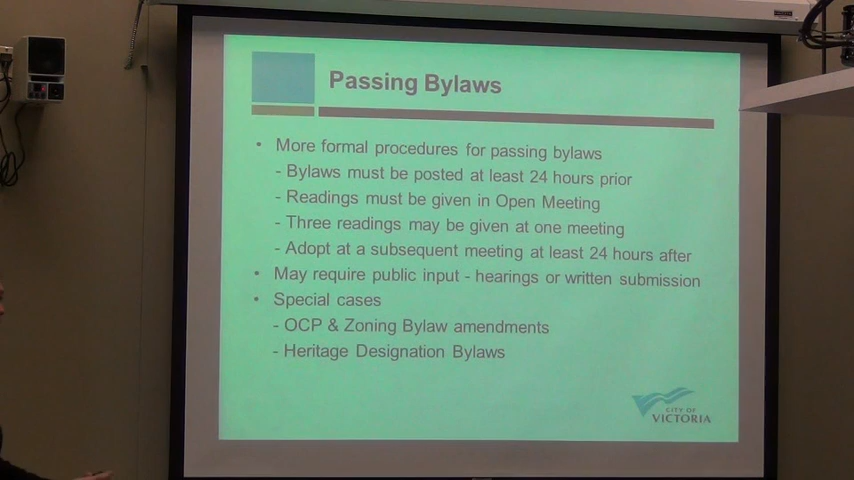 Passing Bylaws
• More formal procedures for passing bylaws
- Bylaws must be posted at least 24 hours prior
- Readings must be given in Open Meeting
- Three readings may be given at one meeting
- Adopt at a subsequent meeting at least 24 hours after
• May require public input - hearings or written submission
• Special cases
- OCP & Zoning Bylaw amendments
- Heritage Designation Bylaws
CITY OF
VICTORIA